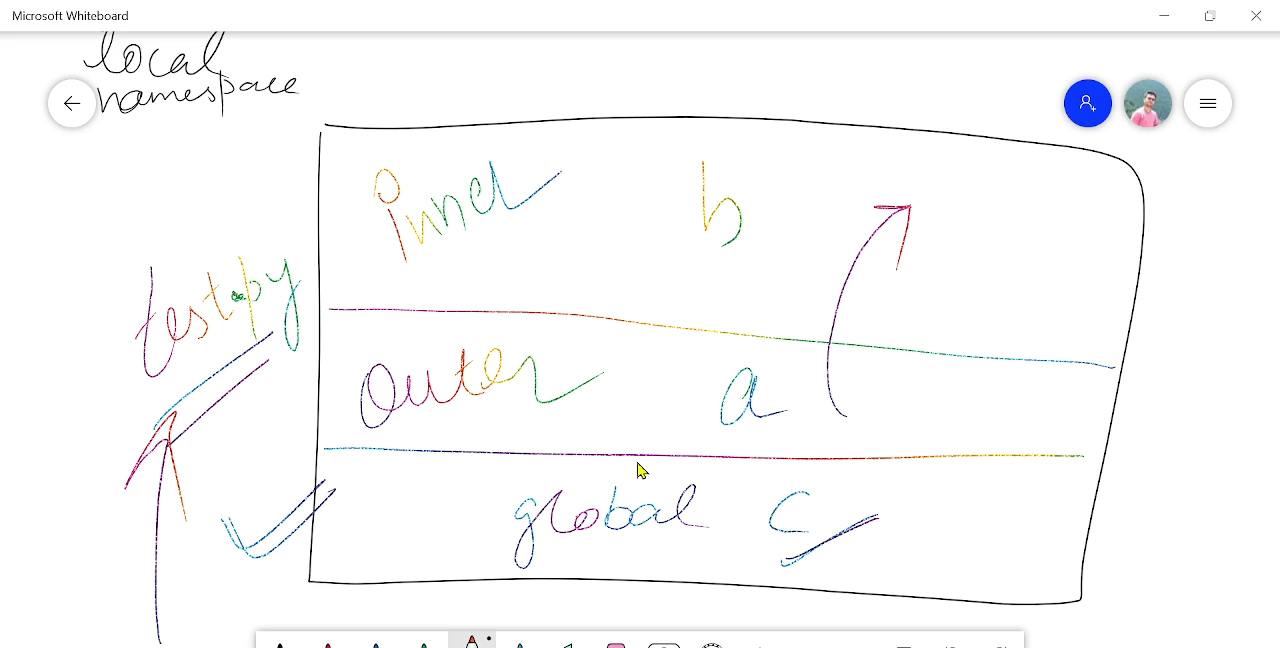 Microsoft Whiteboard
local
namespace
inner b
test.py
outer a
global c